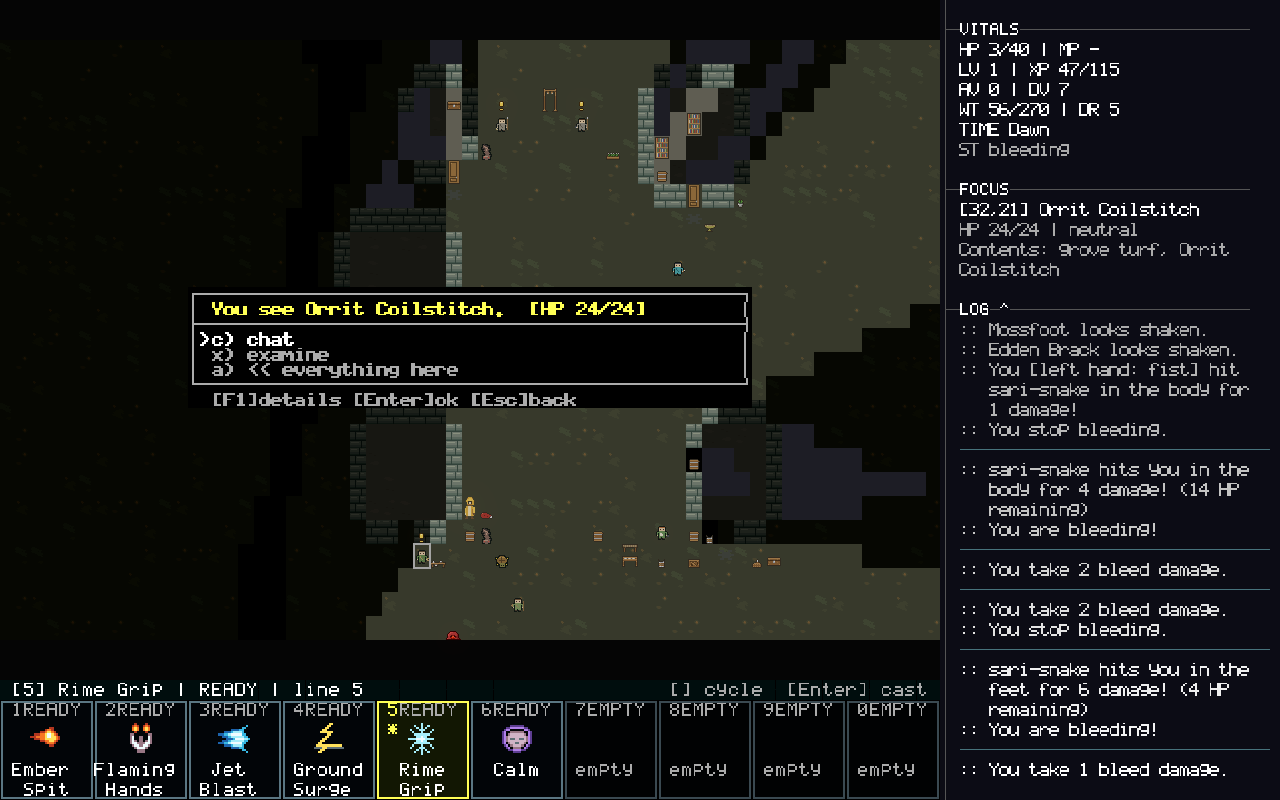 VITALS
HP 3/40 | MP -
LV 1 | XP 47/115
AV 0 | DV 7
WT 56/270 | DR 5
TIME Dawn
ST bleeding
FOCUS
[32,21] Orrit Coilstitch
HP 24/24 | neutral
Contents: grove turf, Orrit
Coilstitch
LOG ^
:: Mossfoot looks shaken.
:: Edden Brack looks shaken.
:: You [left hand: fist] hit
sari-snake in the body for
1 damage!
:: You stop bleeding.
:: sari-snake hits you in the
body for 4 damage! (14 HP
remaining)
:: You are bleeding!
:: You take 2 bleed damage.
:: You take 2 bleed damage.
:: You stop bleeding.
:: sari-snake hits you in the
feet for 6 damage! (4 HP
remaining)
:: You are bleeding!
:: You take 1 bleed damage.
You see Orrit Coilstitch. [HP 24/24]
>c) chat
x) examine
a) << everything here
[F1]details [Enter]ok [Esc]back
[5] Rime Grip | READY | line 5
[] cycle [Enter] cast
1READY 2READY 3READY 4READY 5READY 6READY 7EMPTY 8EMPTY 9EMPTY 0EMPTY
*
Ember Flaming Jet Ground Rime Calm empty empty empty empty
Spit Hands Blast Surge Grip